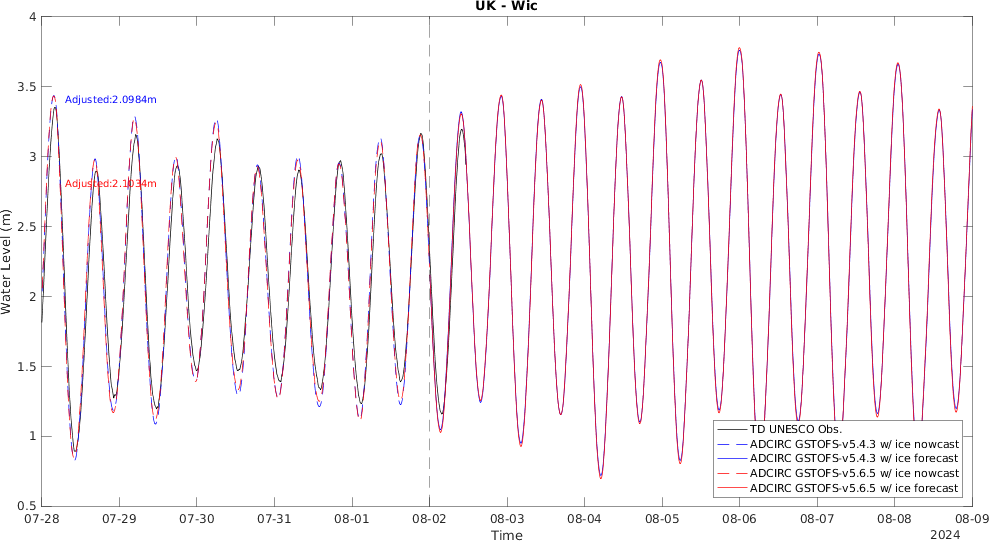 UK - Wic
4
3.5
3
2.5
2
1.5
1
0.5
Water Level (m)
Adjusted:2.0984m
Adjusted:2.1034m
TD UNESCO Obs.
ADCIRC GSTOFS-v5.4.3 w/ ice nowcast
ADCIRC GSTOFS-v5.4.3 w/ ice forecast
ADCIRC GSTOFS-v5.6.5 w/ ice nowcast
ADCIRC GSTOFS-v5.6.5 w/ ice forecast
07-28 07-29 07-30 07-31 08-01 08-02 08-03 08-04 08-05 08-06 08-07 08-08 08-09
Time
2024